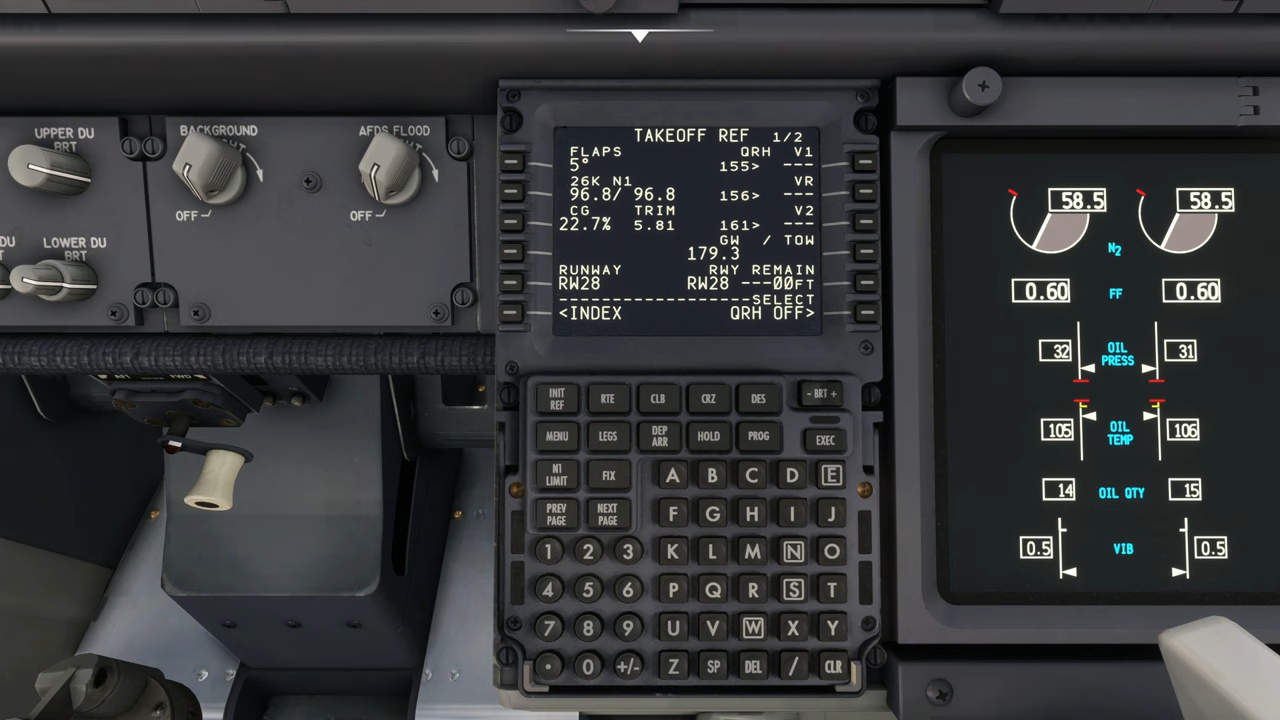 UPPER DU
BRT
BACKGROUND
AFDS FLOOD
OFF
OFF
LOWER DU
BRT
DU
TAKEOFF REF 1/2
FLAPS QRH V1
5° 155> ---
26K N1 VR
96.8/ 96.8 156> ---
CG TRIM V2
22.7% 5.81 161> ---
GW / TOW
179.3
RUNWAY RWY REMAIN
RW28 RW28 ---00FT
------------------SELECT
<INDEX QRH OFF>
INIT REF RTE CLB CRZ DES - BRT +
MENU LEGS DEP ARR HOLD PROG EXEC
N1 LIMIT FIX A B C D E
PREV PAGE NEXT PAGE F G H I J
1 2 3 K L M N O
4 5 6 P Q R S T
7 8 9 U V W X Y
. 0 +/- Z SP DEL / CLR
58.5 58.5
N2
0.60 FF 0.60
32 OIL PRESS 31
105 OIL TEMP 106
14 OIL QTY 15
0.5 VIB 0.5